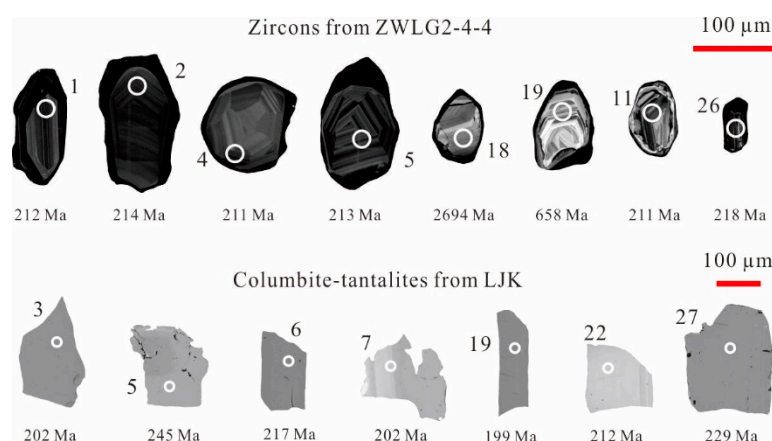 Zircons from ZWLG2-4-4
100 μm
1
2
4
5
18
19
11
26
212 Ma
214 Ma
211 Ma
213 Ma
2694 Ma
658 Ma
211 Ma
218 Ma
Columbite-tantalites from LJK
100 μm
3
5
6
7
19
22
27
202 Ma
245 Ma
217 Ma
202 Ma
199 Ma
212 Ma
229 Ma